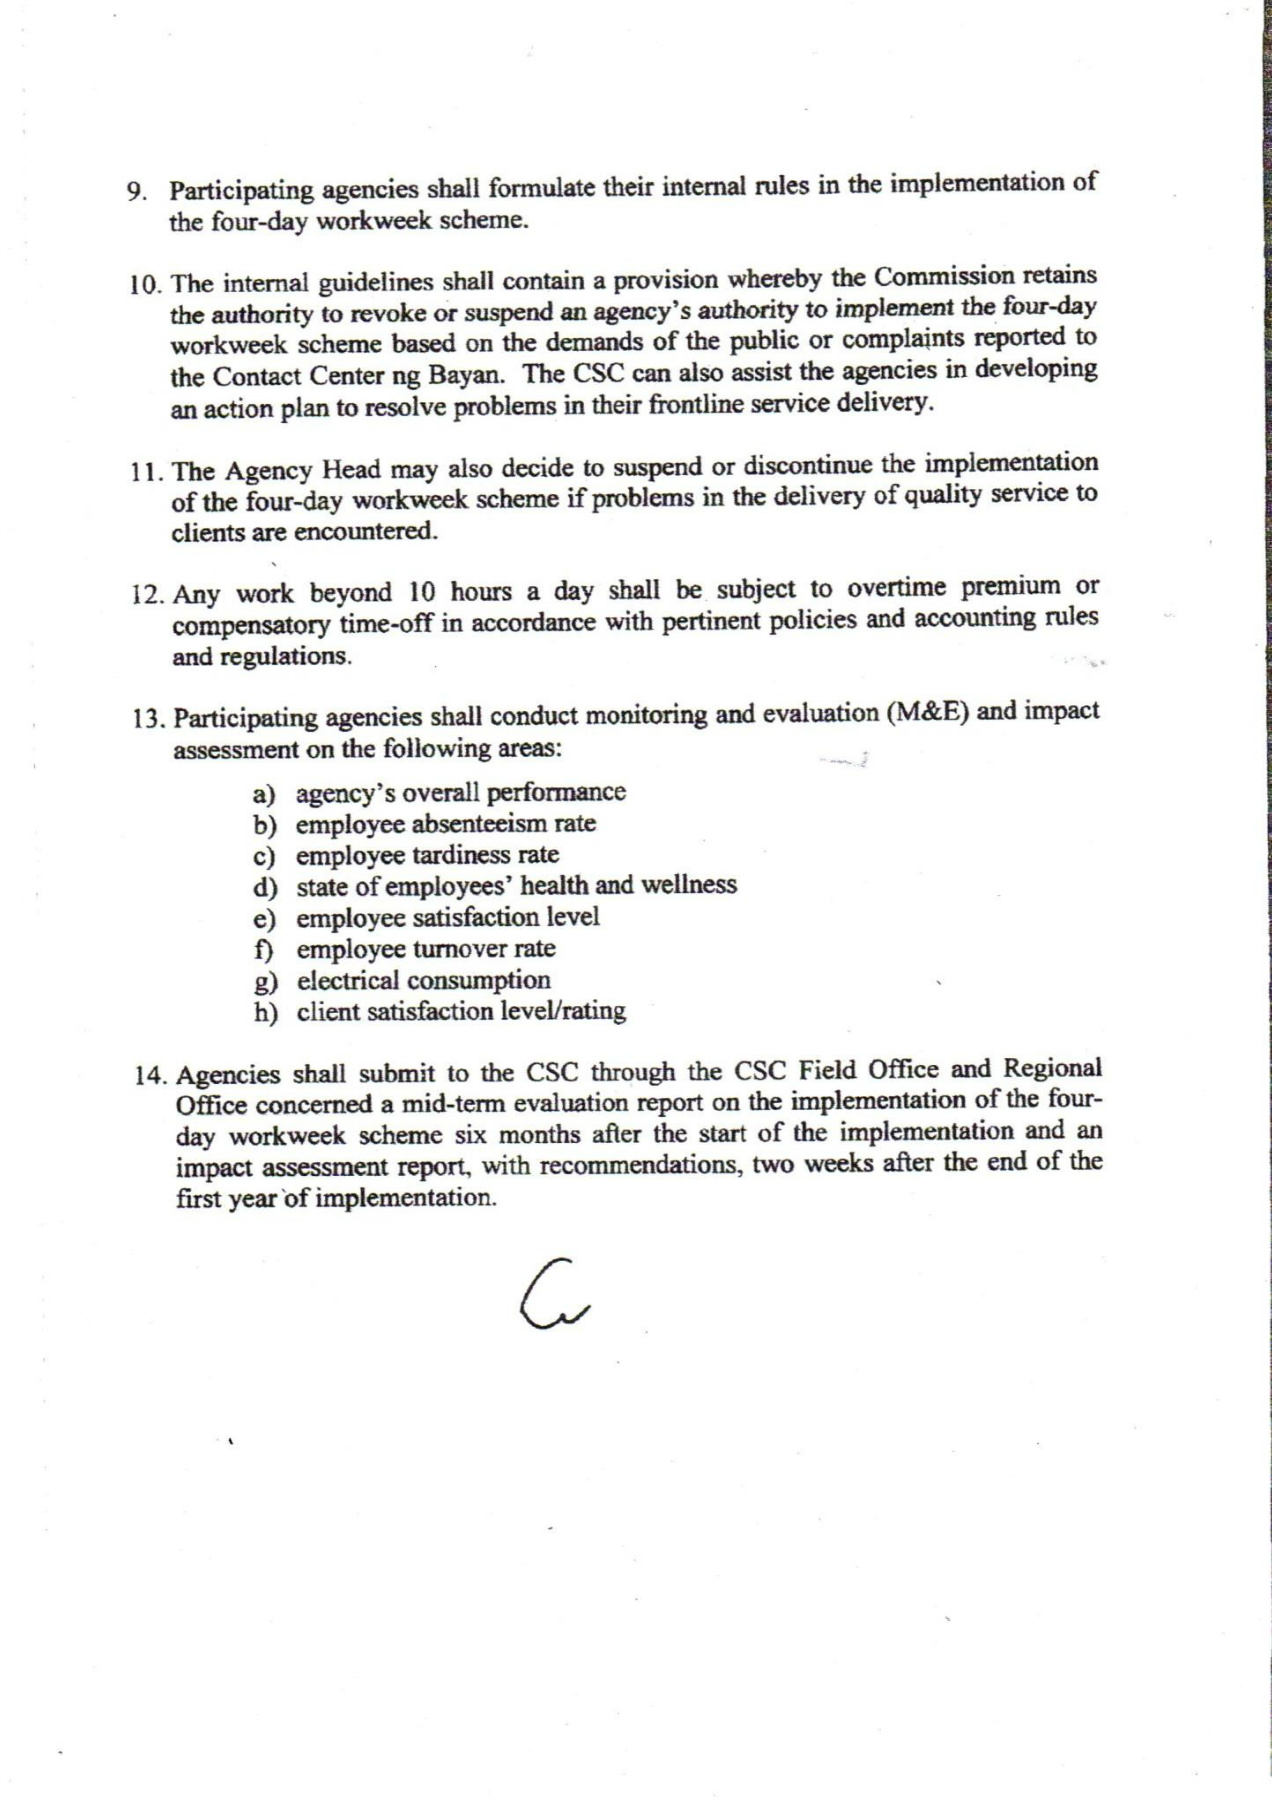 9. Participating agencies shall formulate their internal rules in the implementation of
the four-day workweek scheme.
10. The internal guidelines shall contain a provision whereby the Commission retains
the authority to revoke or suspend an agency's authority to implement the four-day
workweek scheme based on the demands of the public or complaints reported to
the Contact Center ng Bayan. The CSC can also assist the agencies in developing
an action plan to resolve problems in their frontline service delivery.
11. The Agency Head may also decide to suspend or discontinue the implementation
of the four-day workweek scheme if problems in the delivery of quality service to
clients are encountered.
12. Any work beyond 10 hours a day shall be subject to overtime premium or
compensatory time-off in accordance with pertinent policies and accounting rules
and regulations.
13. Participating agencies shall conduct monitoring and evaluation (M&E) and impact
assessment on the following areas:
a) agency's overall performance
b) employee absenteeism rate
c) employee tardiness rate
d) state of employees' health and wellness
e) employee satisfaction level
f) employee turnover rate
g) electrical consumption
h) client satisfaction level/rating
14. Agencies shall submit to the CSC through the CSC Field Office and Regional
Office concerned a mid-term evaluation report on the implementation of the four-
day workweek scheme six months after the start of the implementation and an
impact assessment report, with recommendations, two weeks after the end of the
first year of implementation.